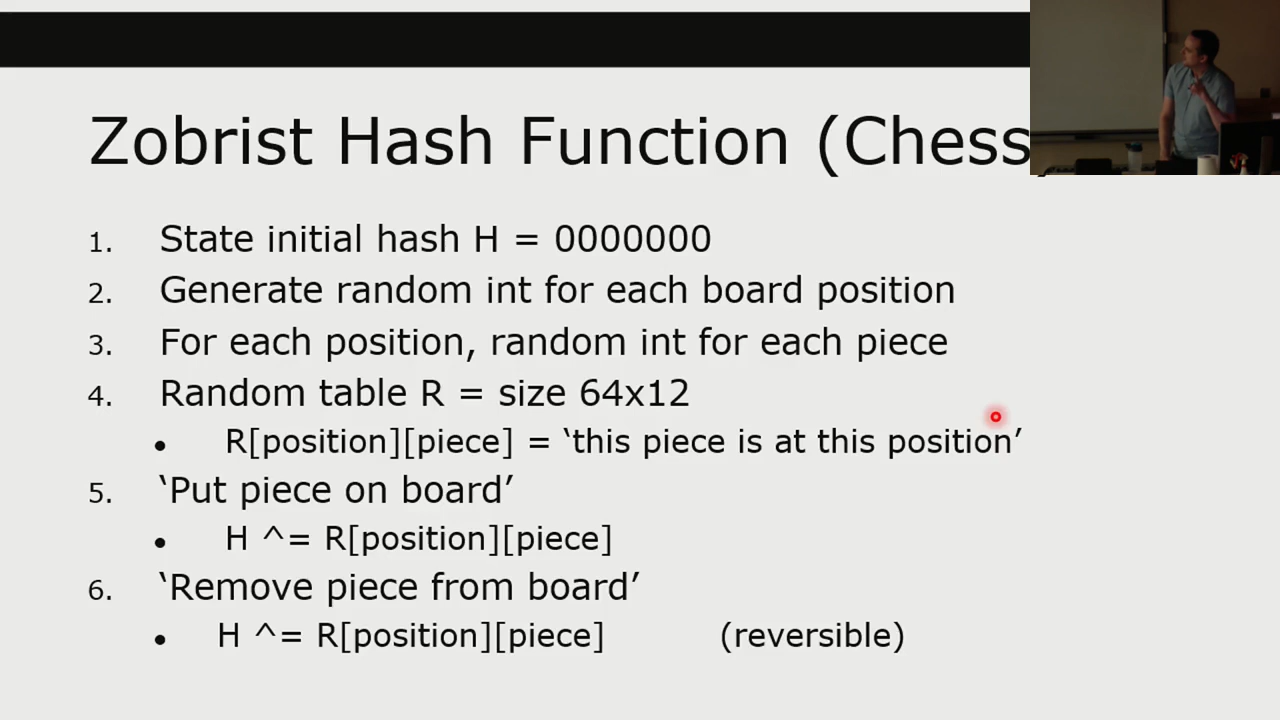 Zobrist Hash Function (Chess)
1. State initial hash H = 0000000
2. Generate random int for each board position
3. For each position, random int for each piece
4. Random table R = size 64x12
• R[position][piece] = ‘this piece is at this position’
5. ‘Put piece on board’
• H ^= R[position][piece]
6. ‘Remove piece from board’
• H ^= R[position][piece] (reversible)